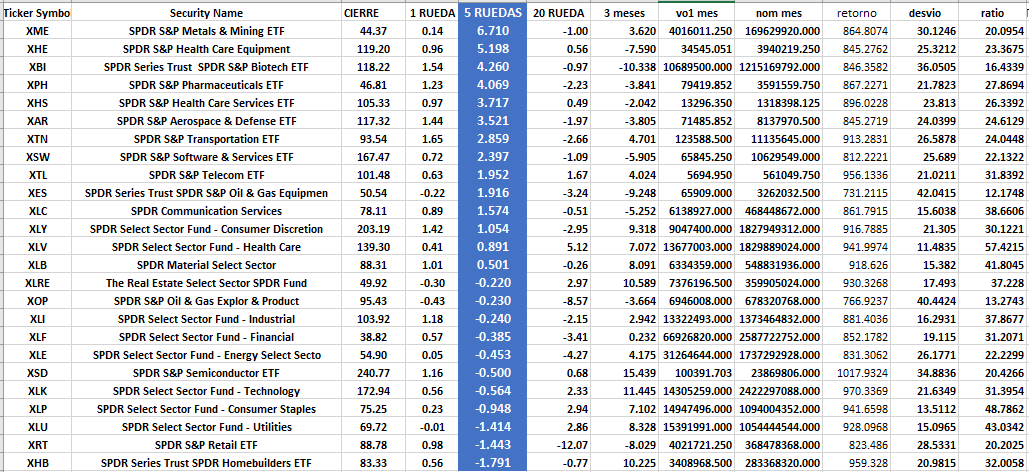 Ticker Symbo Security Name CIERRE 1 RUEDA 5 RUEDAS 20 RUEDA 3 meses vo1 mes nom mes retorno desvio ratio
XME SPDR S&P Metals & Mining ETF 44.37 0.14 6.710 -1.00 3.620 4016011.250 169629920.000 864.8074 30.1246 20.0954
XHE SPDR S&P Health Care Equipment 119.20 0.96 5.198 0.56 -7.590 34545.051 3940219.250 845.2762 25.3212 23.3675
XBI SPDR Series Trust SPDR S&P Biotech ETF 118.22 1.54 4.260 -0.97 -10.338 10689500.000 1215169792.000 846.3582 36.0505 16.4339
XPH SPDR S&P Pharmaceuticals ETF 46.81 1.23 4.069 -2.23 -3.841 79419.852 3591559.750 867.2271 21.7823 27.8694
XHS SPDR S&P Health Care Services ETF 105.33 0.97 3.717 0.49 -2.042 13296.350 1318398.125 896.0228 23.813 26.3392
XAR SPDR S&P Aerospace & Defense ETF 117.32 1.44 3.521 -1.97 -3.805 71485.852 8137970.500 845.2719 24.0399 24.6129
XTN SPDR S&P Transportation ETF 93.54 1.65 2.859 -2.66 4.701 123588.500 11135645.000 913.2831 26.5878 24.0448
XSW SPDR S&P Software & Services ETF 167.47 0.72 2.397 -1.09 -5.905 65845.250 10629549.000 812.2221 25.689 22.1322
XTL SPDR S&P Telecom ETF 101.48 0.63 1.952 1.67 4.024 5694.950 561049.750 956.1336 21.0211 31.8392
XES SPDR Series Trust SPDR S&P Oil & Gas Equipmen 50.54 -0.22 1.916 -3.24 -9.248 65909.000 3262032.500 731.2115 42.0415 12.1748
XLC SPDR Communication Services 78.11 0.89 1.574 -0.51 -5.252 6138927.000 468448672.000 861.7915 15.6038 38.6606
XLY SPDR Select Sector Fund - Consumer Discretion 203.19 1.42 1.054 -2.95 9.318 9047400.000 1827949312.000 916.7885 21.305 30.1221
XLV SPDR Select Sector Fund - Health Care 139.30 0.41 0.891 5.12 7.072 13677003.000 1829889024.000 941.9974 11.4835 57.4215
XLB SPDR Material Select Sector 88.31 1.01 0.501 -0.26 8.091 6334359.000 548831936.000 918.626 15.382 41.8045
XLRE The Real Estate Select Sector SPDR Fund 49.92 -0.30 -0.220 2.97 10.589 7376196.500 359905024.000 930.3268 17.493 37.228
XOP SPDR S&P Oil & Gas Explor & Product 95.43 -0.43 -0.230 -8.57 -3.664 6946008.000 678320768.000 766.9237 40.4424 13.2743
XLI SPDR Select Sector Fund - Industrial 103.92 1.18 -0.240 -2.15 2.942 13322493.000 1373464832.000 881.4036 16.2931 37.8677
XLF SPDR Select Sector Fund - Financial 38.82 0.57 -0.385 -3.41 0.232 66926820.000 2587722752.000 852.1782 19.115 31.2071
XLE SPDR Select Sector Fund - Energy Select Secto 54.90 0.05 -0.453 -4.27 4.175 31264644.000 1737292928.000 831.3062 26.1771 22.2299
XSD SPDR S&P Semiconductor ETF 240.77 1.16 -0.500 0.68 15.439 100391.703 23869806.000 1017.9324 34.8836 20.4266
XLK SPDR Select Sector Fund - Technology 172.94 0.56 -0.564 2.33 11.445 14305259.000 2422297088.000 970.3369 21.6349 31.3954
XLP SPDR Select Sector Fund - Consumer Staples 75.25 0.23 -0.948 2.94 7.102 14947496.000 1094004352.000 941.6598 13.5112 48.7862
XLU SPDR Select Sector Fund - Utilities 69.72 -0.01 -1.414 2.86 8.328 15391991.000 1054444544.000 928.0968 15.0965 43.0342
XRT SPDR S&P Retail ETF 88.78 0.98 -1.443 -12.07 -8.029 4021721.250 368478368.000 823.486 28.5331 20.2025
XHB SPDR Series Trust SPDR Homebuilders ETF 83.33 0.56 -1.791 -0.77 10.225 3408968.500 283368320.000 959.328 20.9815 32.0058